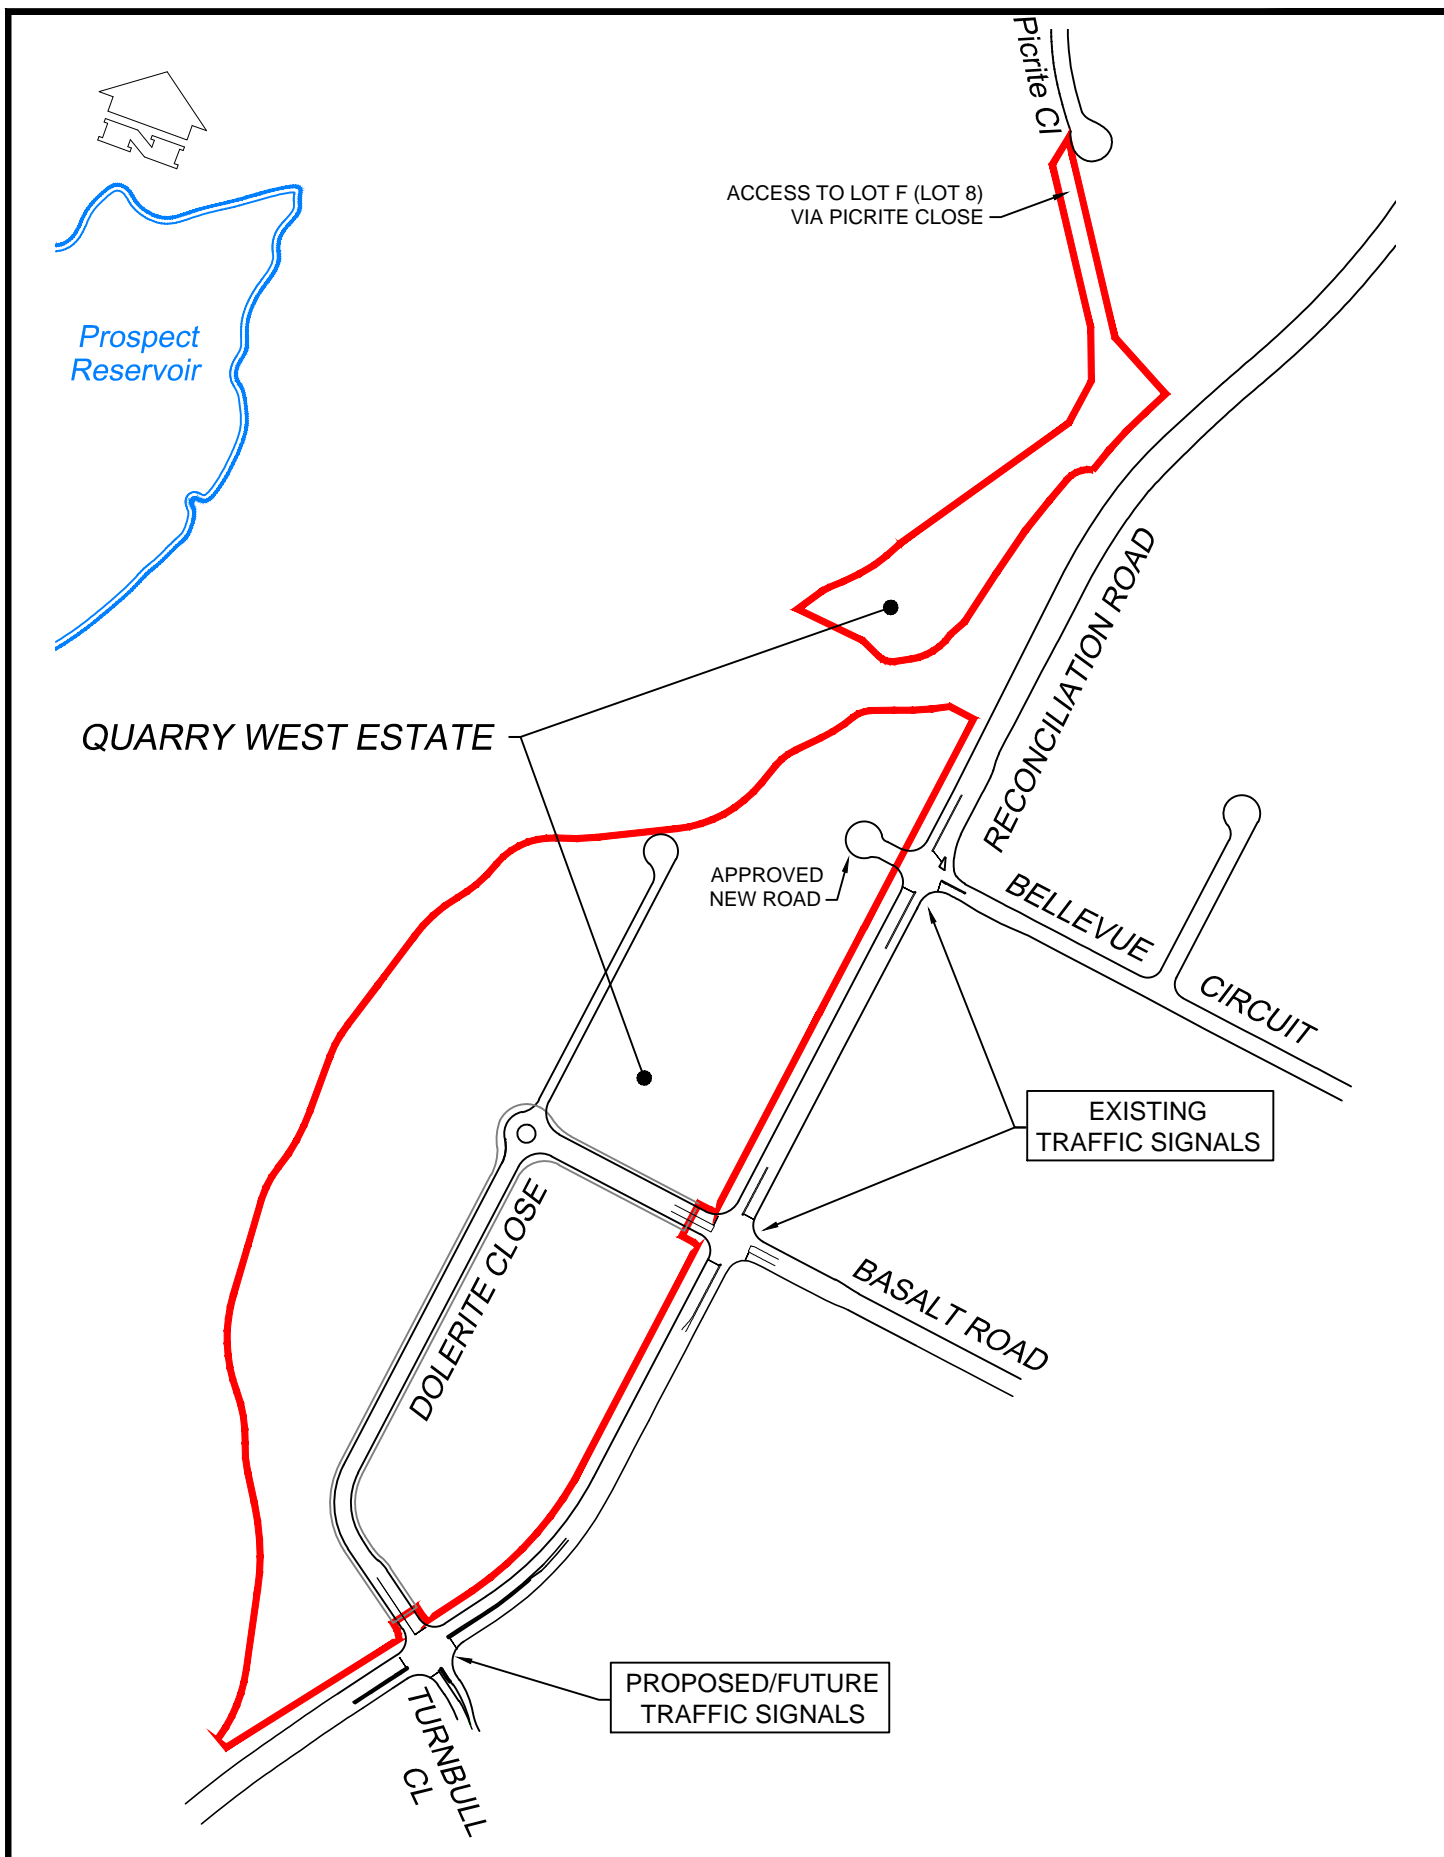 Picrite Cl
N
ACCESS TO LOT F (LOT 8)
VIA PICRITE CLOSE
Prospect
Reservoir
RECONCILIATION ROAD
QUARRY WEST ESTATE
APPROVED
NEW ROAD
BELLEVUE
CIRCUIT
EXISTING
TRAFFIC SIGNALS
DOLERITE CLOSE
BASALT ROAD
PROPOSED/FUTURE
TRAFFIC SIGNALS
TURNBULL
CL